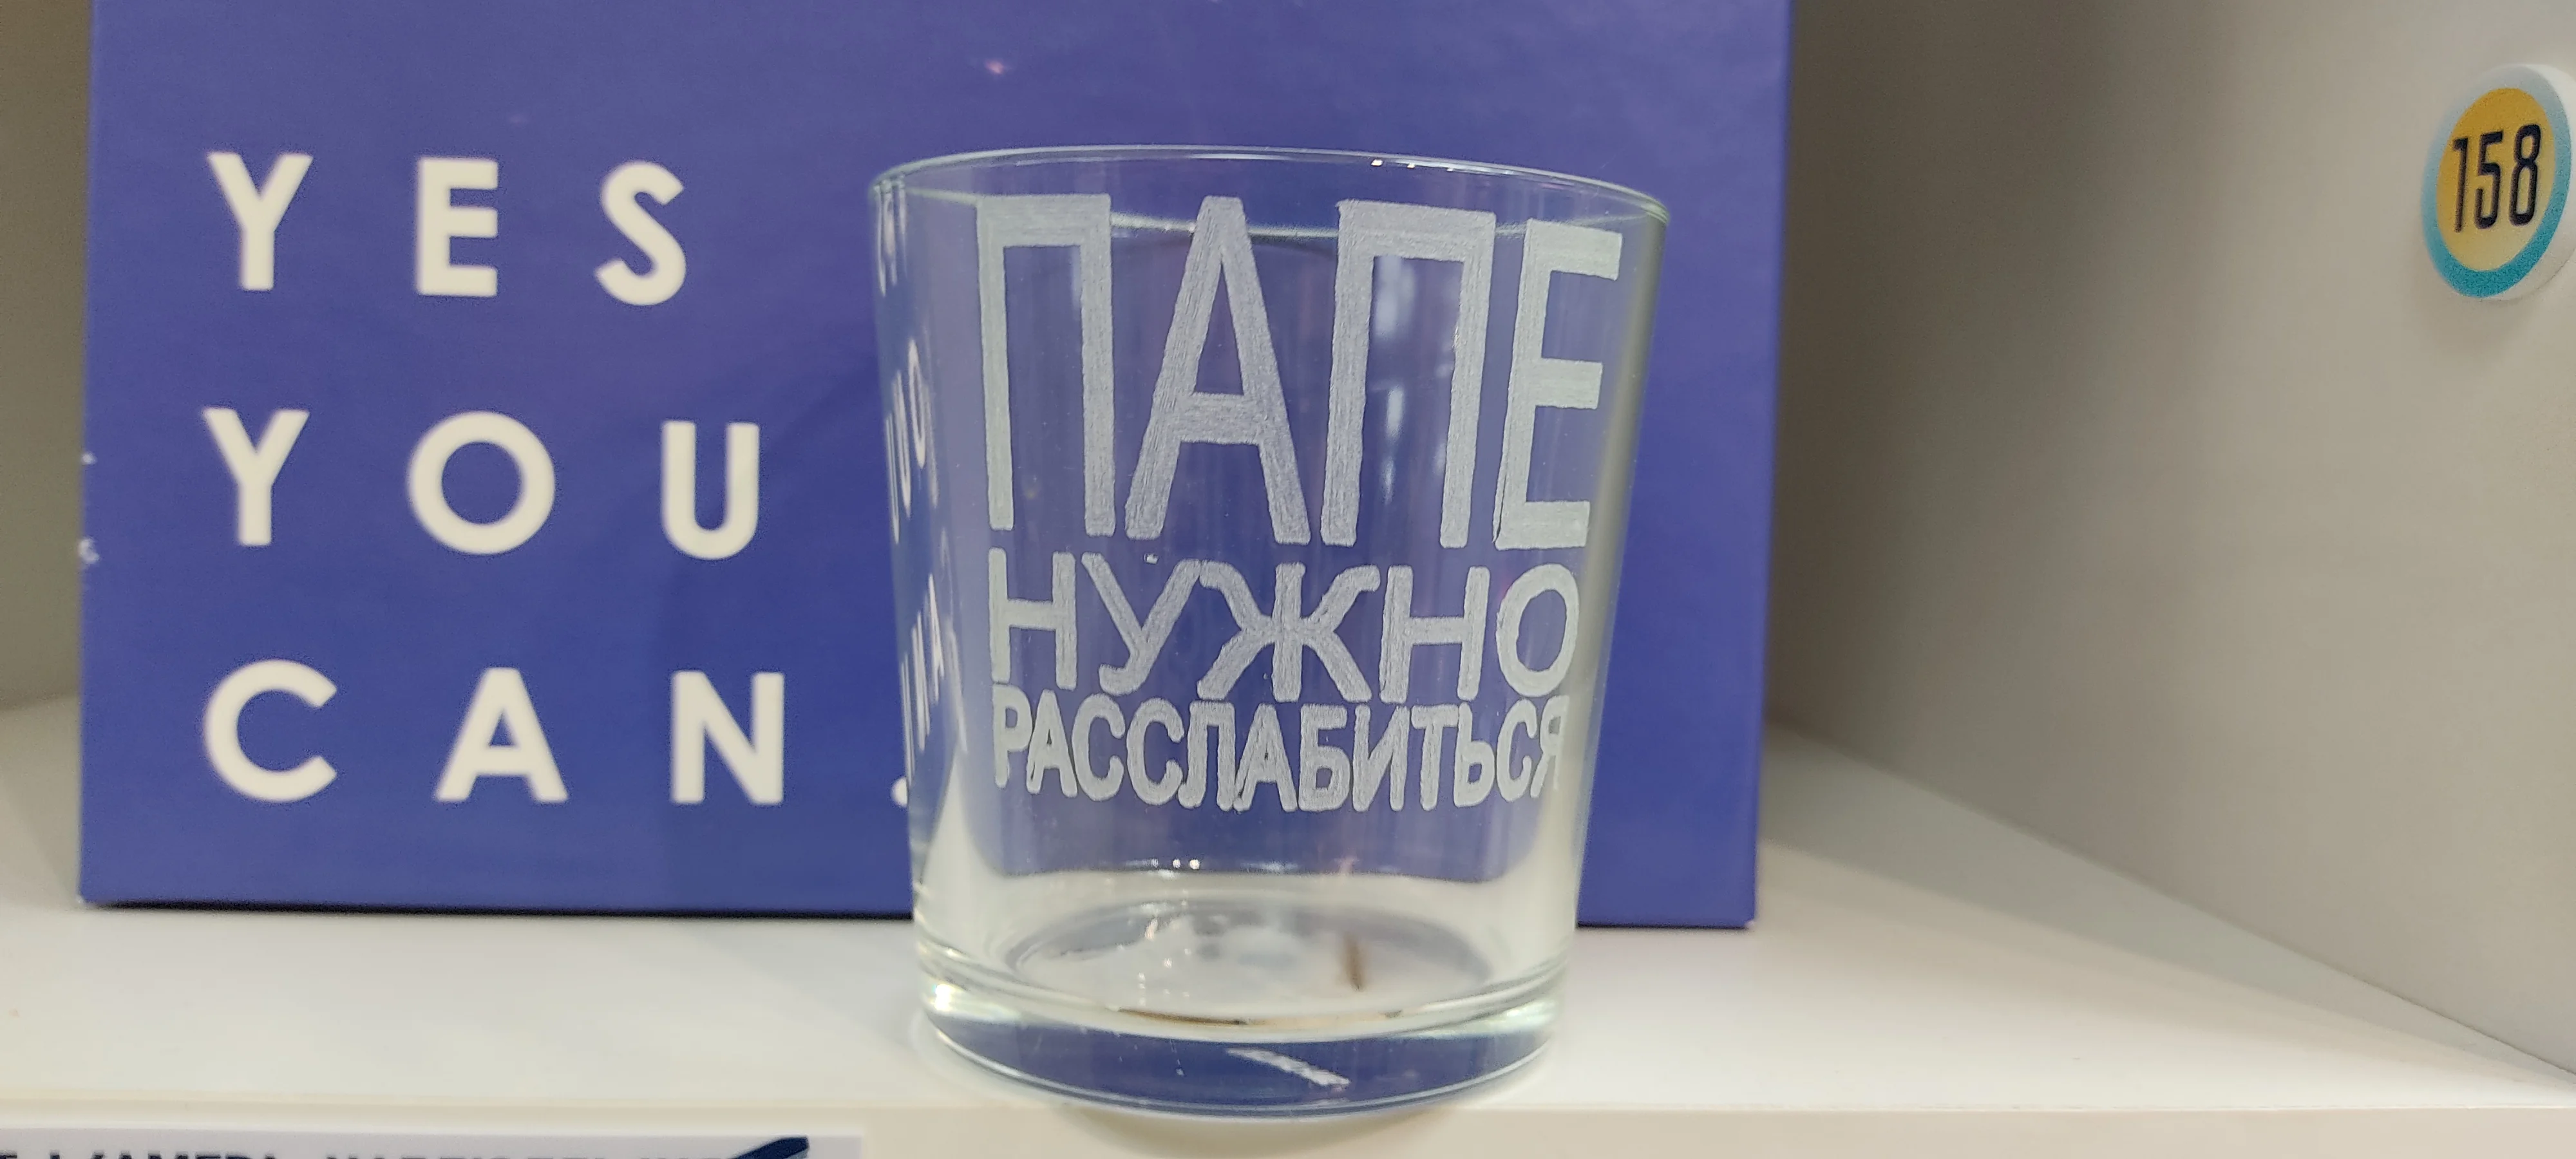 YES
YOU
CAN.
ПАПЕ
НУЖНО
РАССЛАБИТЬСЯ
158